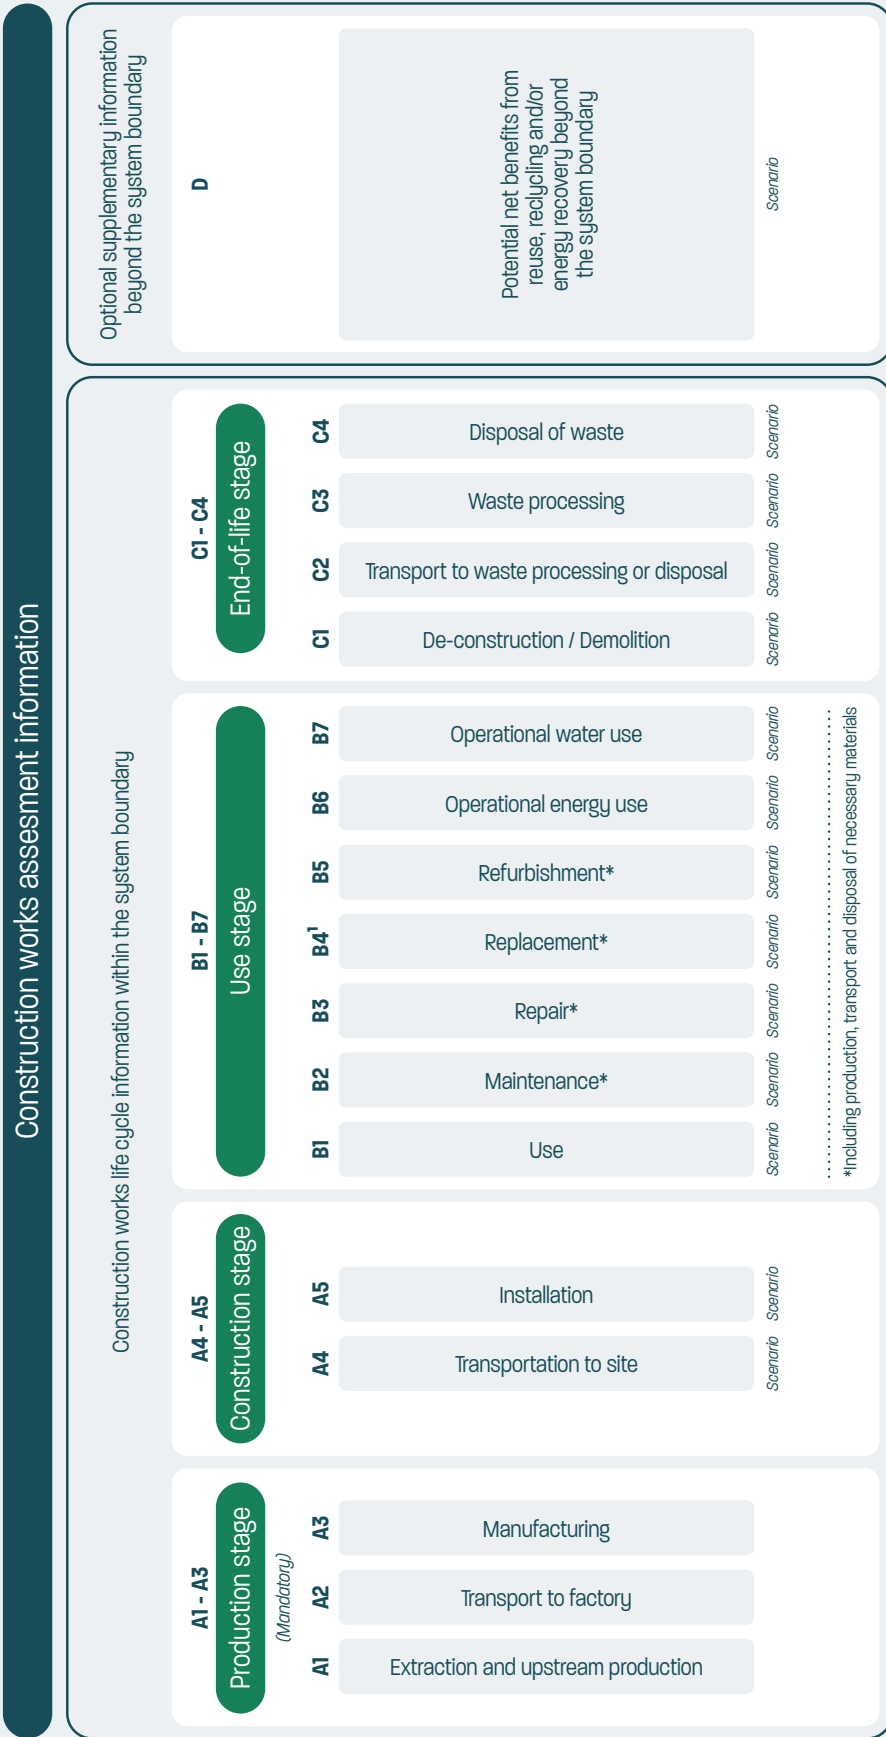 Construction works assesment information
Construction works life cycle information within the system boundary
A1 - A3
Production stage
(Mandatory)
A1
Extraction and upstream production
A2
Transport to factory
A3
Manufacturing
A4 - A5
Construction stage
A4
Transportation to site
Scenario
A5
Installation
Scenario
B1 - B7
Use stage
B1
Use
Scenario
B2
Maintenance*
Scenario
B3
Repair*
Scenario
B4¹
Replacement*
Scenario
B5
Refurbishment*
Scenario
B6
Operational energy use
Scenario
B7
Operational water use
Scenario
*Including production, transport and disposal of necessary materials
C1 - C4
End-of-life stage
C1
De-construction / Demolition
Scenario
C2
Transport to waste processing or disposal
Scenario
C3
Waste processing
Scenario
C4
Disposal of waste
Scenario
Optional supplementary information
beyond the system boundary
D
Potential net benefits from
reuse, reclycling and/or
energy recovery beyond
the system boundary
Scenario